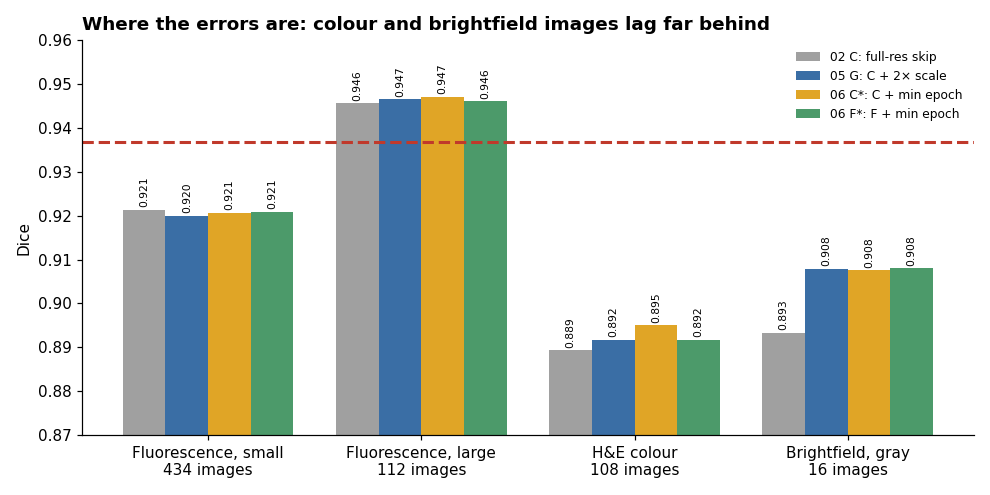 Where the errors are: colour and brightfield images lag far behind
0.96
0.95
0.94
0.93
0.92
0.91
0.90
0.89
0.88
0.87
Dice
02 C: full-res skip
05 G: C + 2× scale
06 C*: C + min epoch
06 F*: F + min epoch
0.921
0.920
0.921
0.921
0.946
0.947
0.947
0.946
0.889
0.892
0.895
0.892
0.893
0.908
0.908
0.908
Fluorescence, small
434 images
Fluorescence, large
112 images
H&E colour
108 images
Brightfield, gray
16 images